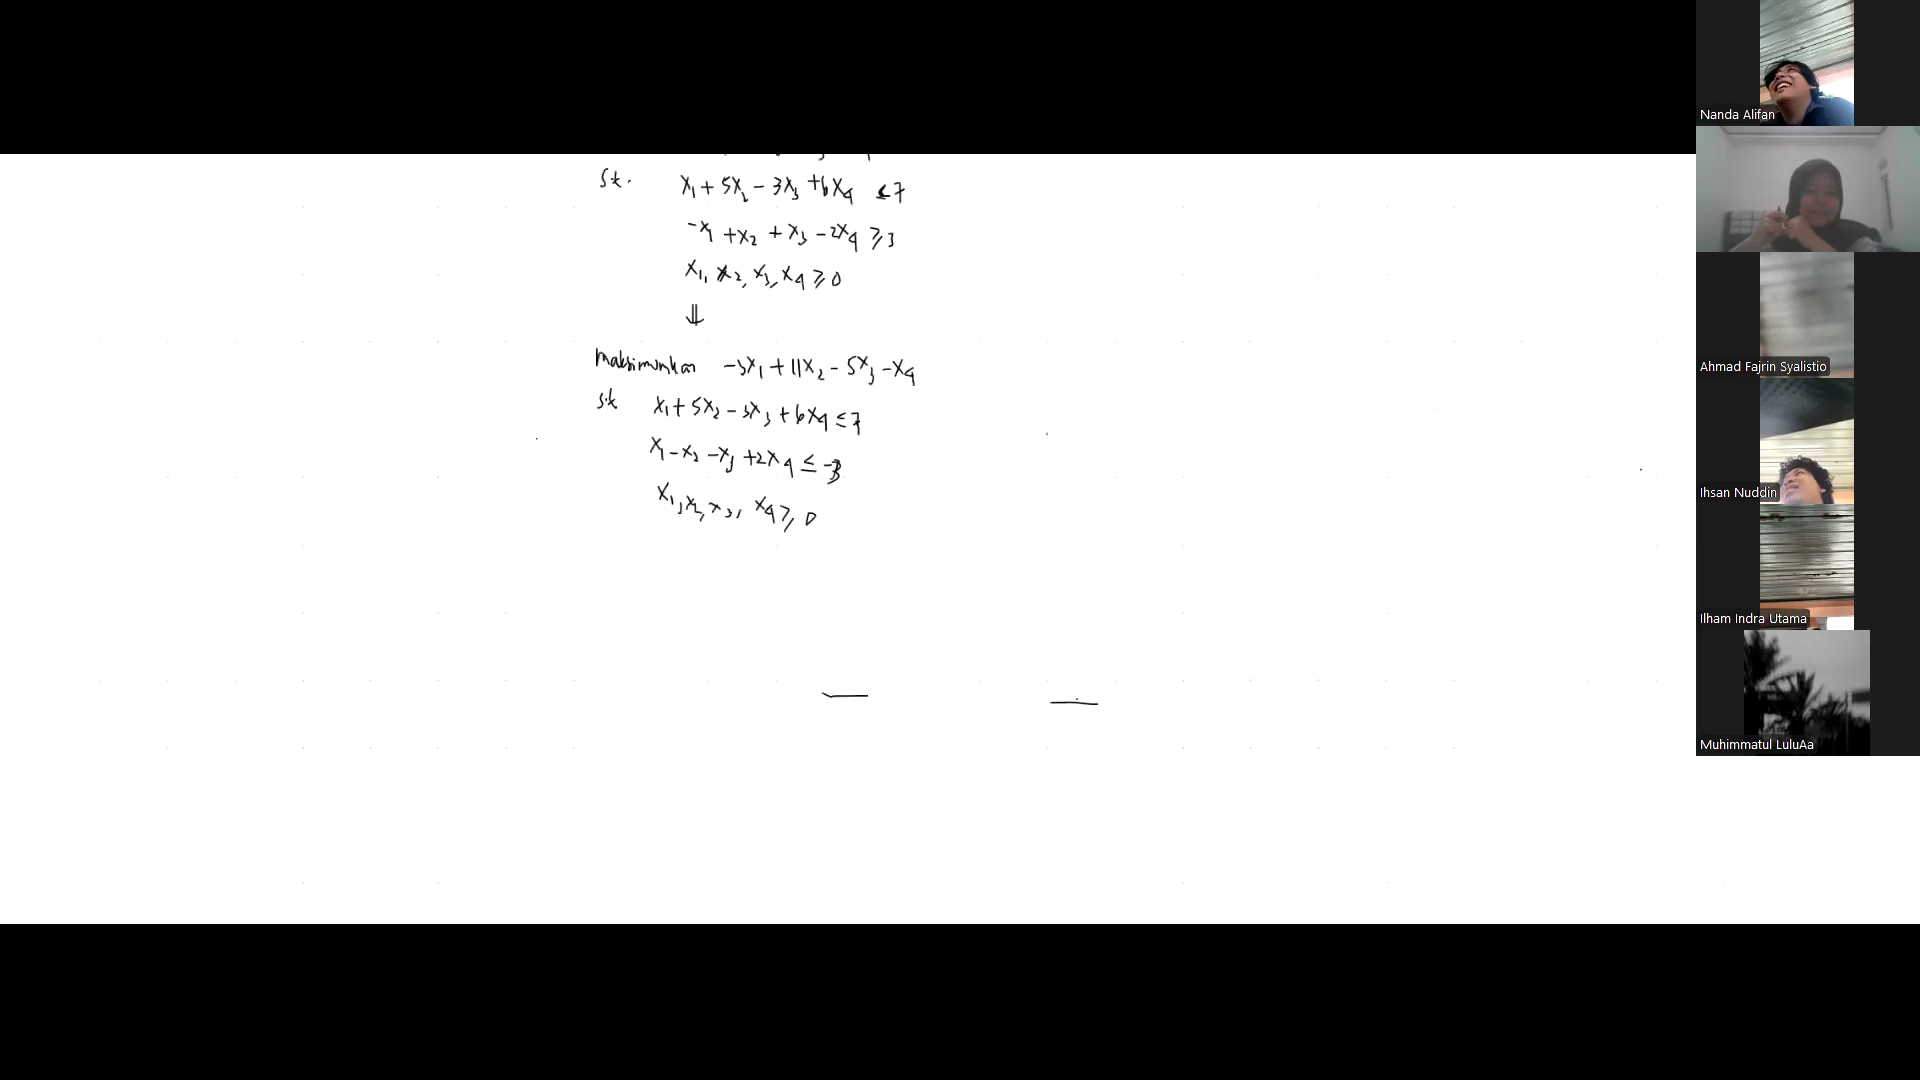 s.t. x₁ + 5x₂ - 3x₃ + 6x₄ ≤ 7
-x₁ + x₂ + x₃ - 2x₄ ≥ 3
x₁, x₂, x₃, x₄ ≥ 0
⇓
Maksimumkan -3x₁ + 11x₂ - 5x₃ - x₄
s.t x₁ + 5x₂ - 3x₃ + 6x₄ ≤ 7
x₁ - x₂ - x₃ + 2x₄ ≤ -3
x₁, x₂, x₃, x₄ ≥ 0
Nanda Alifan
Ahmad Fajrin Syalistio
Ihsan Nuddin
Ilham Indra Utama
Muhimmatul LuluAa